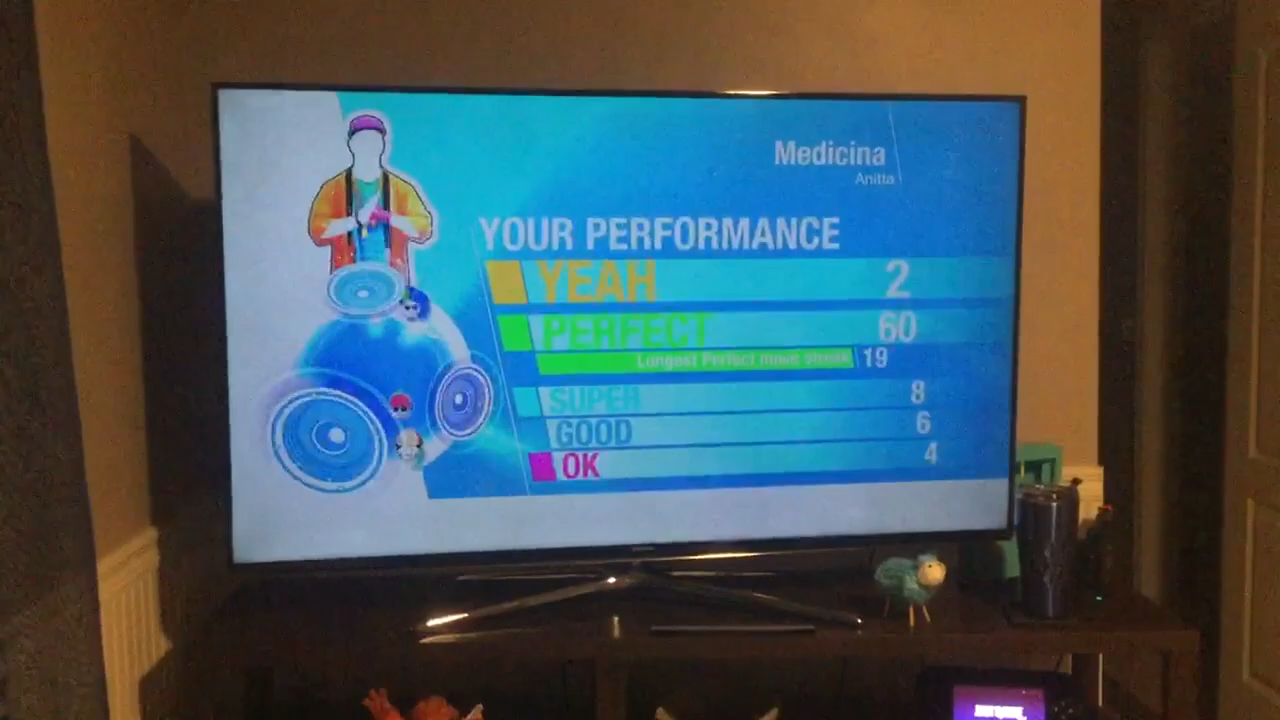 Medicina
Anitta
YOUR PERFORMANCE
YEAH 2
PERFECT 60
Longest Perfect move streak 19
SUPER 8
GOOD 6
OK 4